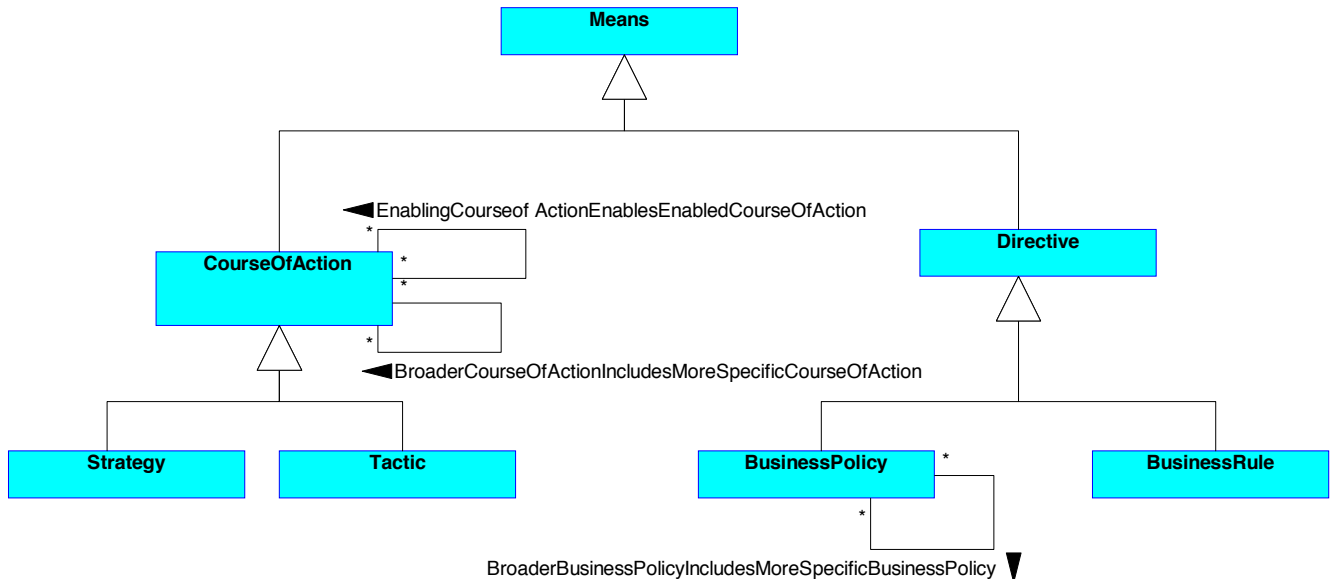 Means
EnablingCourseof ActionEnablesEnabledCourseOfAction
*
Directive
CourseOfAction
*
*
*
BroaderCourseOfActionIncludesMoreSpecificCourseOfAction
Strategy
Tactic
BusinessPolicy
*
BusinessRule
*
BroaderBusinessPolicyIncludesMoreSpecificBusinessPolicy